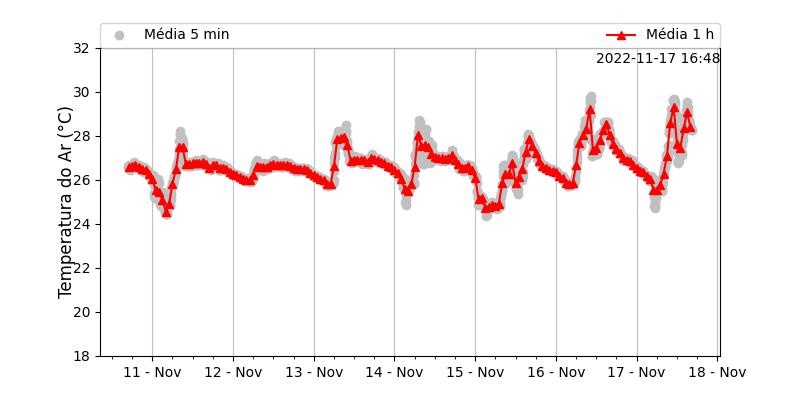 Média 5 min
Média 1 h
2022-11-17 16:48
Temperatura do Ar (°C)
32
30
28
26
24
22
20
18
11 - Nov
12 - Nov
13 - Nov
14 - Nov
15 - Nov
16 - Nov
17 - Nov
18 - Nov